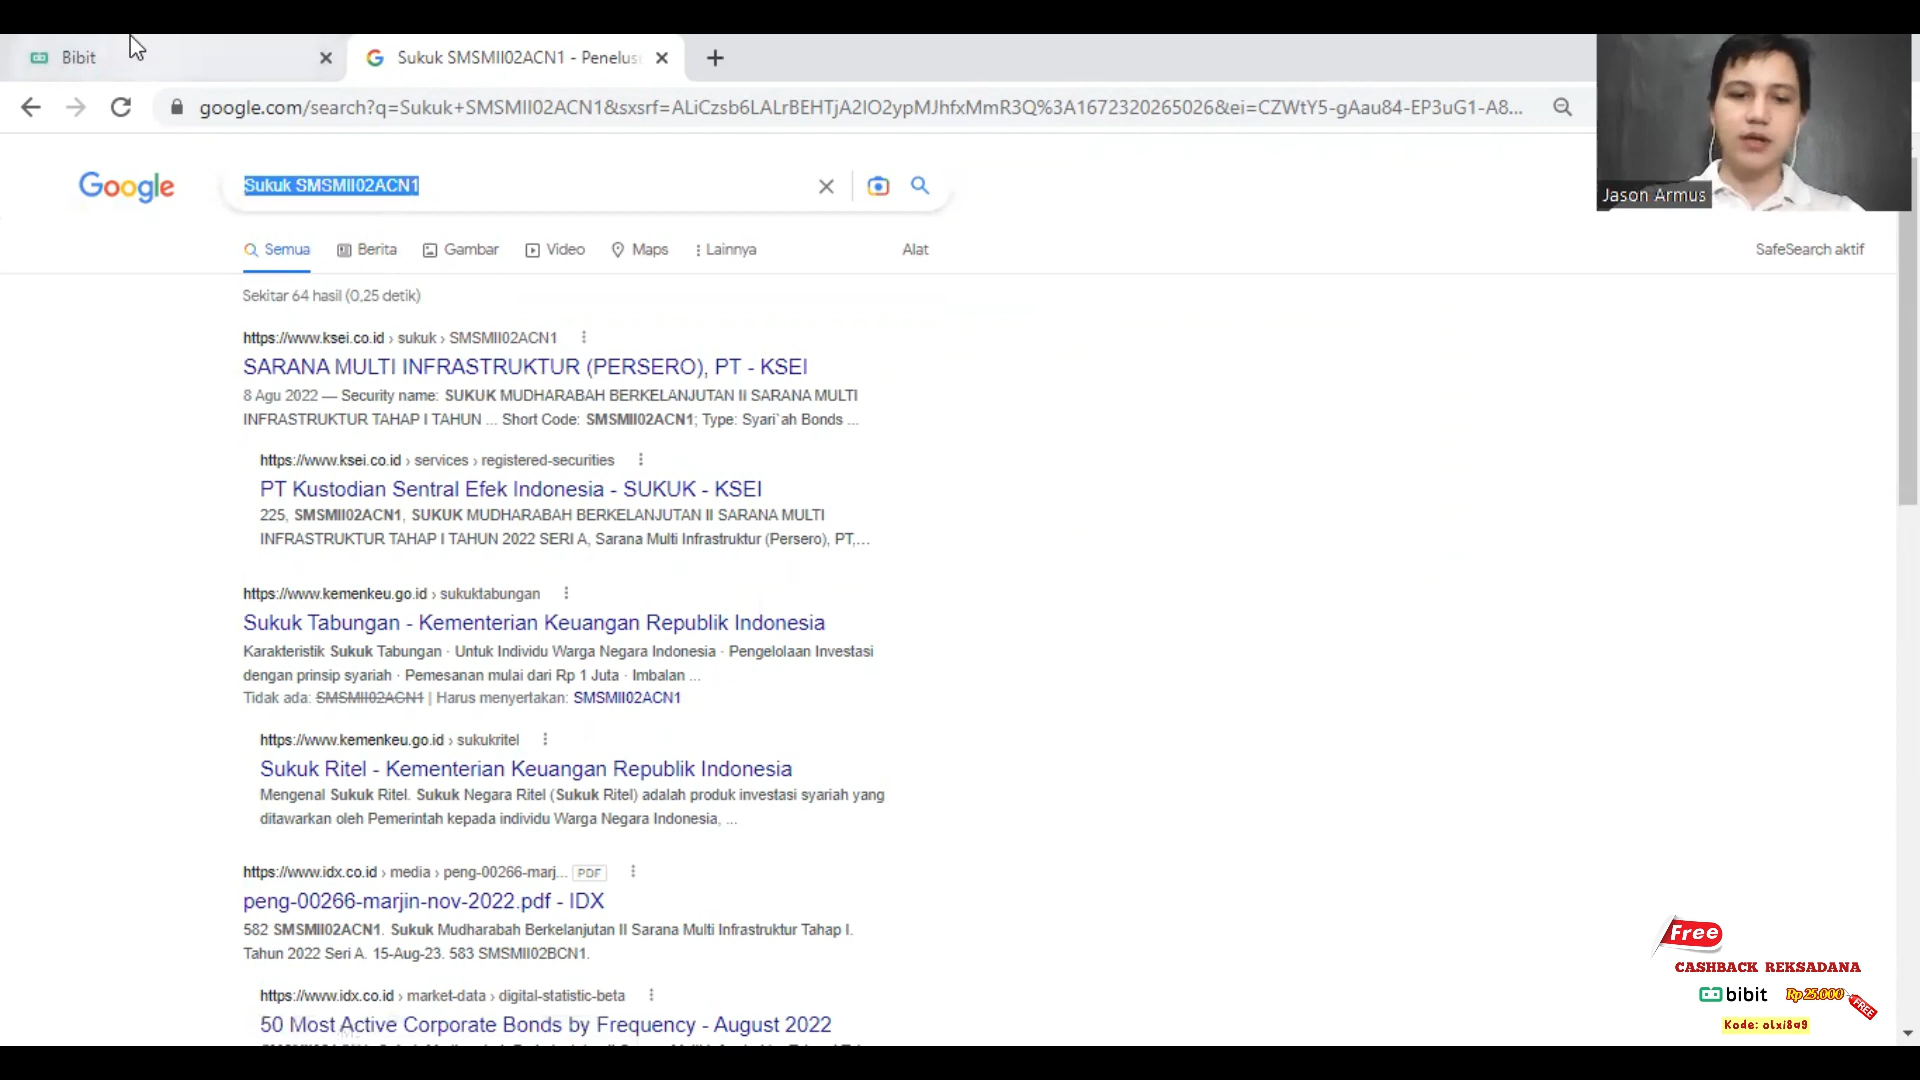 Bibit
Sukuk SMSMII02ACN1 - Penelus
google.com/search?q=Sukuk+SMSMII02ACN1&sxsrf=ALiCzsb6LALrBEHTjA2IO2ypMJhfxMmR3Q%3A1672320265026&ei=CZWtY5-gAau84-EP3uG1-A8...
Google
Sukuk SMSMII02ACN1
Jason Armus
Semua
Berita
Gambar
Video
Maps
Lainnya
Alat
SafeSearch aktif
Sekitar 64 hasil (0,25 detik)
https://www.ksei.co.id › sukuk › SMSMII02ACN1
SARANA MULTI INFRASTRUKTUR (PERSERO), PT - KSEI
8 Agu 2022 — Security name: SUKUK MUDHARABAH BERKELANJUTAN II SARANA MULTI
INFRASTRUKTUR TAHAP I TAHUN ... Short Code: SMSMII02ACN1; Type: Syari`ah Bonds ...
https://www.ksei.co.id › services › registered-securities
PT Kustodian Sentral Efek Indonesia - SUKUK - KSEI
225, SMSMII02ACN1, SUKUK MUDHARABAH BERKELANJUTAN II SARANA MULTI
INFRASTRUKTUR TAHAP I TAHUN 2022 SERI A, Sarana Multi Infrastruktur (Persero), PT,...
https://www.kemenkeu.go.id › sukuktabungan
Sukuk Tabungan - Kementerian Keuangan Republik Indonesia
Karakteristik Sukuk Tabungan · Untuk Individu Warga Negara Indonesia · Pengelolaan Investasi
dengan prinsip syariah · Pemesanan mulai dari Rp 1 Juta · Imbalan ...
Tidak ada: SMSMII02ACN1 | Harus menyertakan: SMSMII02ACN1
https://www.kemenkeu.go.id › sukukritel
Sukuk Ritel - Kementerian Keuangan Republik Indonesia
Mengenal Sukuk Ritel. Sukuk Negara Ritel (Sukuk Ritel) adalah produk investasi syariah yang
ditawarkan oleh Pemerintah kepada individu Warga Negara Indonesia, ...
https://www.idx.co.id › media › peng-00266-marj... PDF
peng-00266-marjin-nov-2022.pdf - IDX
582 SMSMII02ACN1. Sukuk Mudharabah Berkelanjutan II Sarana Multi Infrastruktur Tahap I.
Tahun 2022 Seri A. 15-Aug-23. 583 SMSMII02BCN1.
https://www.idx.co.id › market-data › digital-statistic-beta
50 Most Active Corporate Bonds by Frequency - August 2022
Free
CASHBACK REKSADANA
bibit Rp25.000 FREE
Kode: olxi8q9